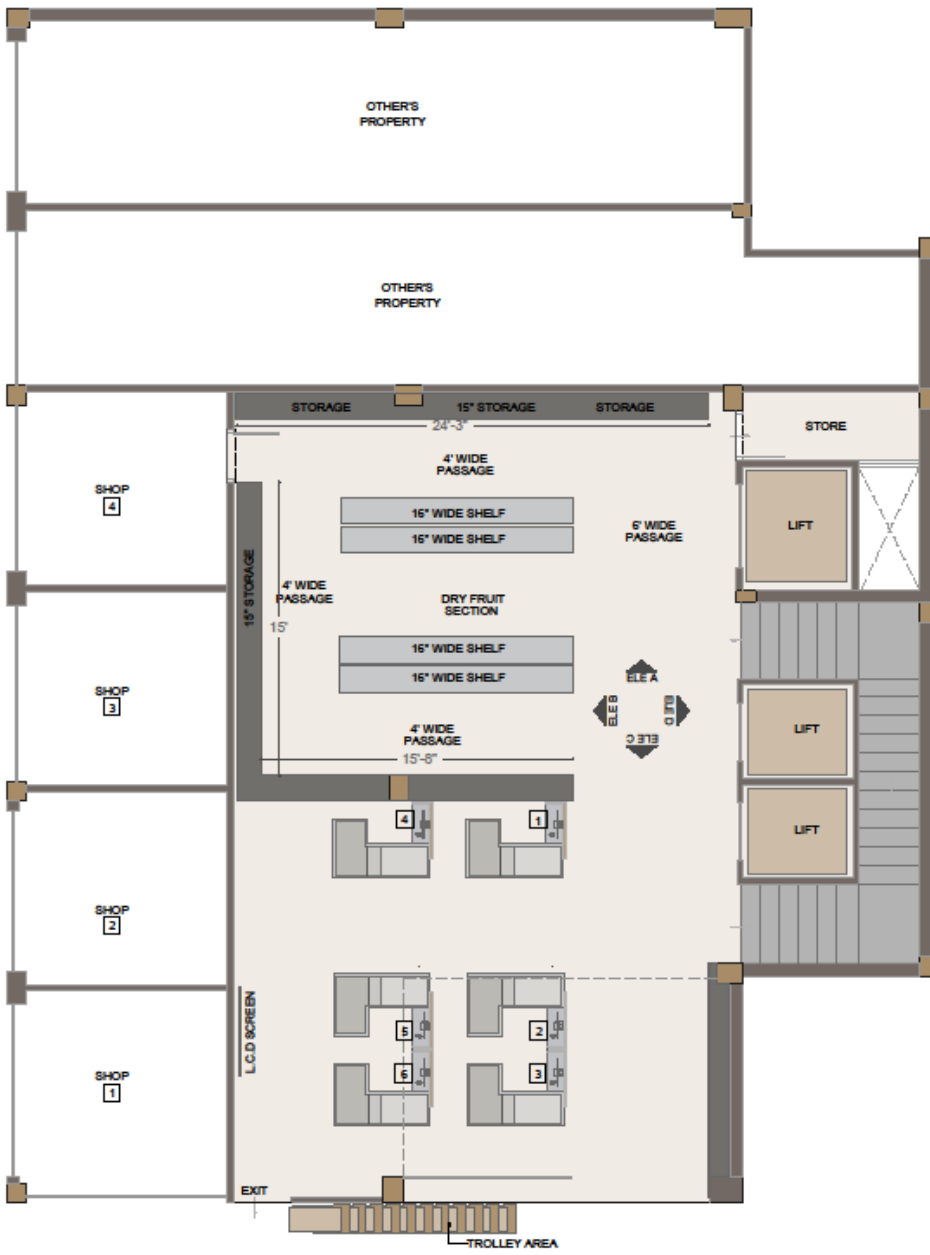 OTHER'S
PROPERTY
OTHER'S
PROPERTY
STORAGE
15" STORAGE
STORAGE
24'-3"
STORE
4' WIDE
PASSAGE
SHOP
4
16" WIDE SHELF
16" WIDE SHELF
6' WIDE
PASSAGE
LIFT
15" STORAGE
4' WIDE
PASSAGE
15'
DRY FRUIT
SECTION
16" WIDE SHELF
16" WIDE SHELF
SHOP
3
ELE A
ELE B
ELE D
ELE C
4' WIDE
PASSAGE
15'-8"
LIFT
4
1
LIFT
SHOP
2
L.C.D SCREEN
5
2
6
3
SHOP
1
EXIT
TROLLEY AREA